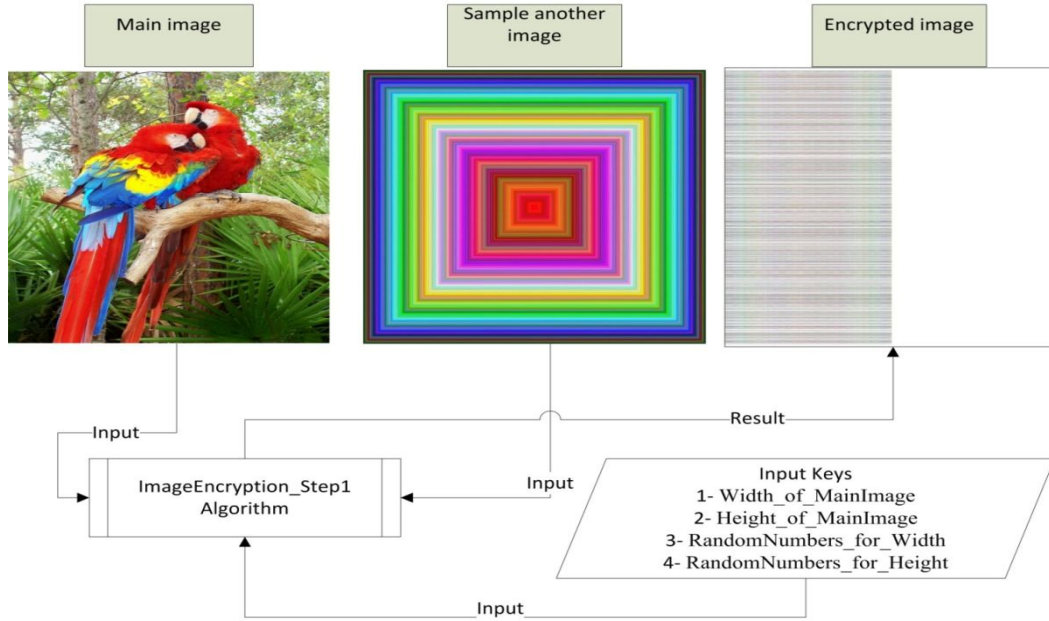 Main image
Sample another
image
Encrypted image
Input
Result
ImageEncryption_Step1
Algorithm
Input
Input Keys
1- Width_of_MainImage
2- Height_of_MainImage
3- RandomNumbers_for_Width
4- RandomNumbers_for_Height
Input